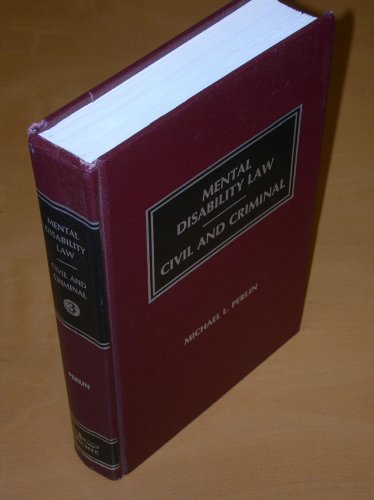 MENTAL
DISABILITY LAW
CIVIL AND CRIMINAL
MICHAEL L. PERLIN
MENTAL
DISABILITY
LAW
CIVIL AND
CRIMINAL
3
PERLIN